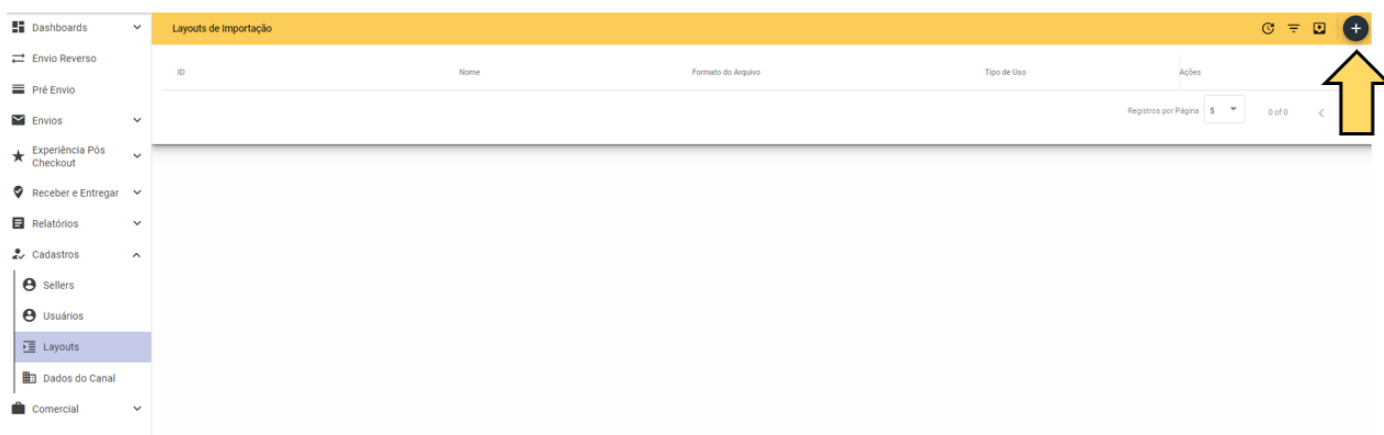 Dashboards
Envio Reverso
Pré Envio
Envios
Experiência Pós
Checkout
Receber e Entregar
Relatórios
Cadastros
Sellers
Usuários
Layouts
Dados do Canal
Comercial
Layouts de Importação
ID Nome Formato do Arquivo Tipo de Uso Ações
Registros por Página 5 0 of 0